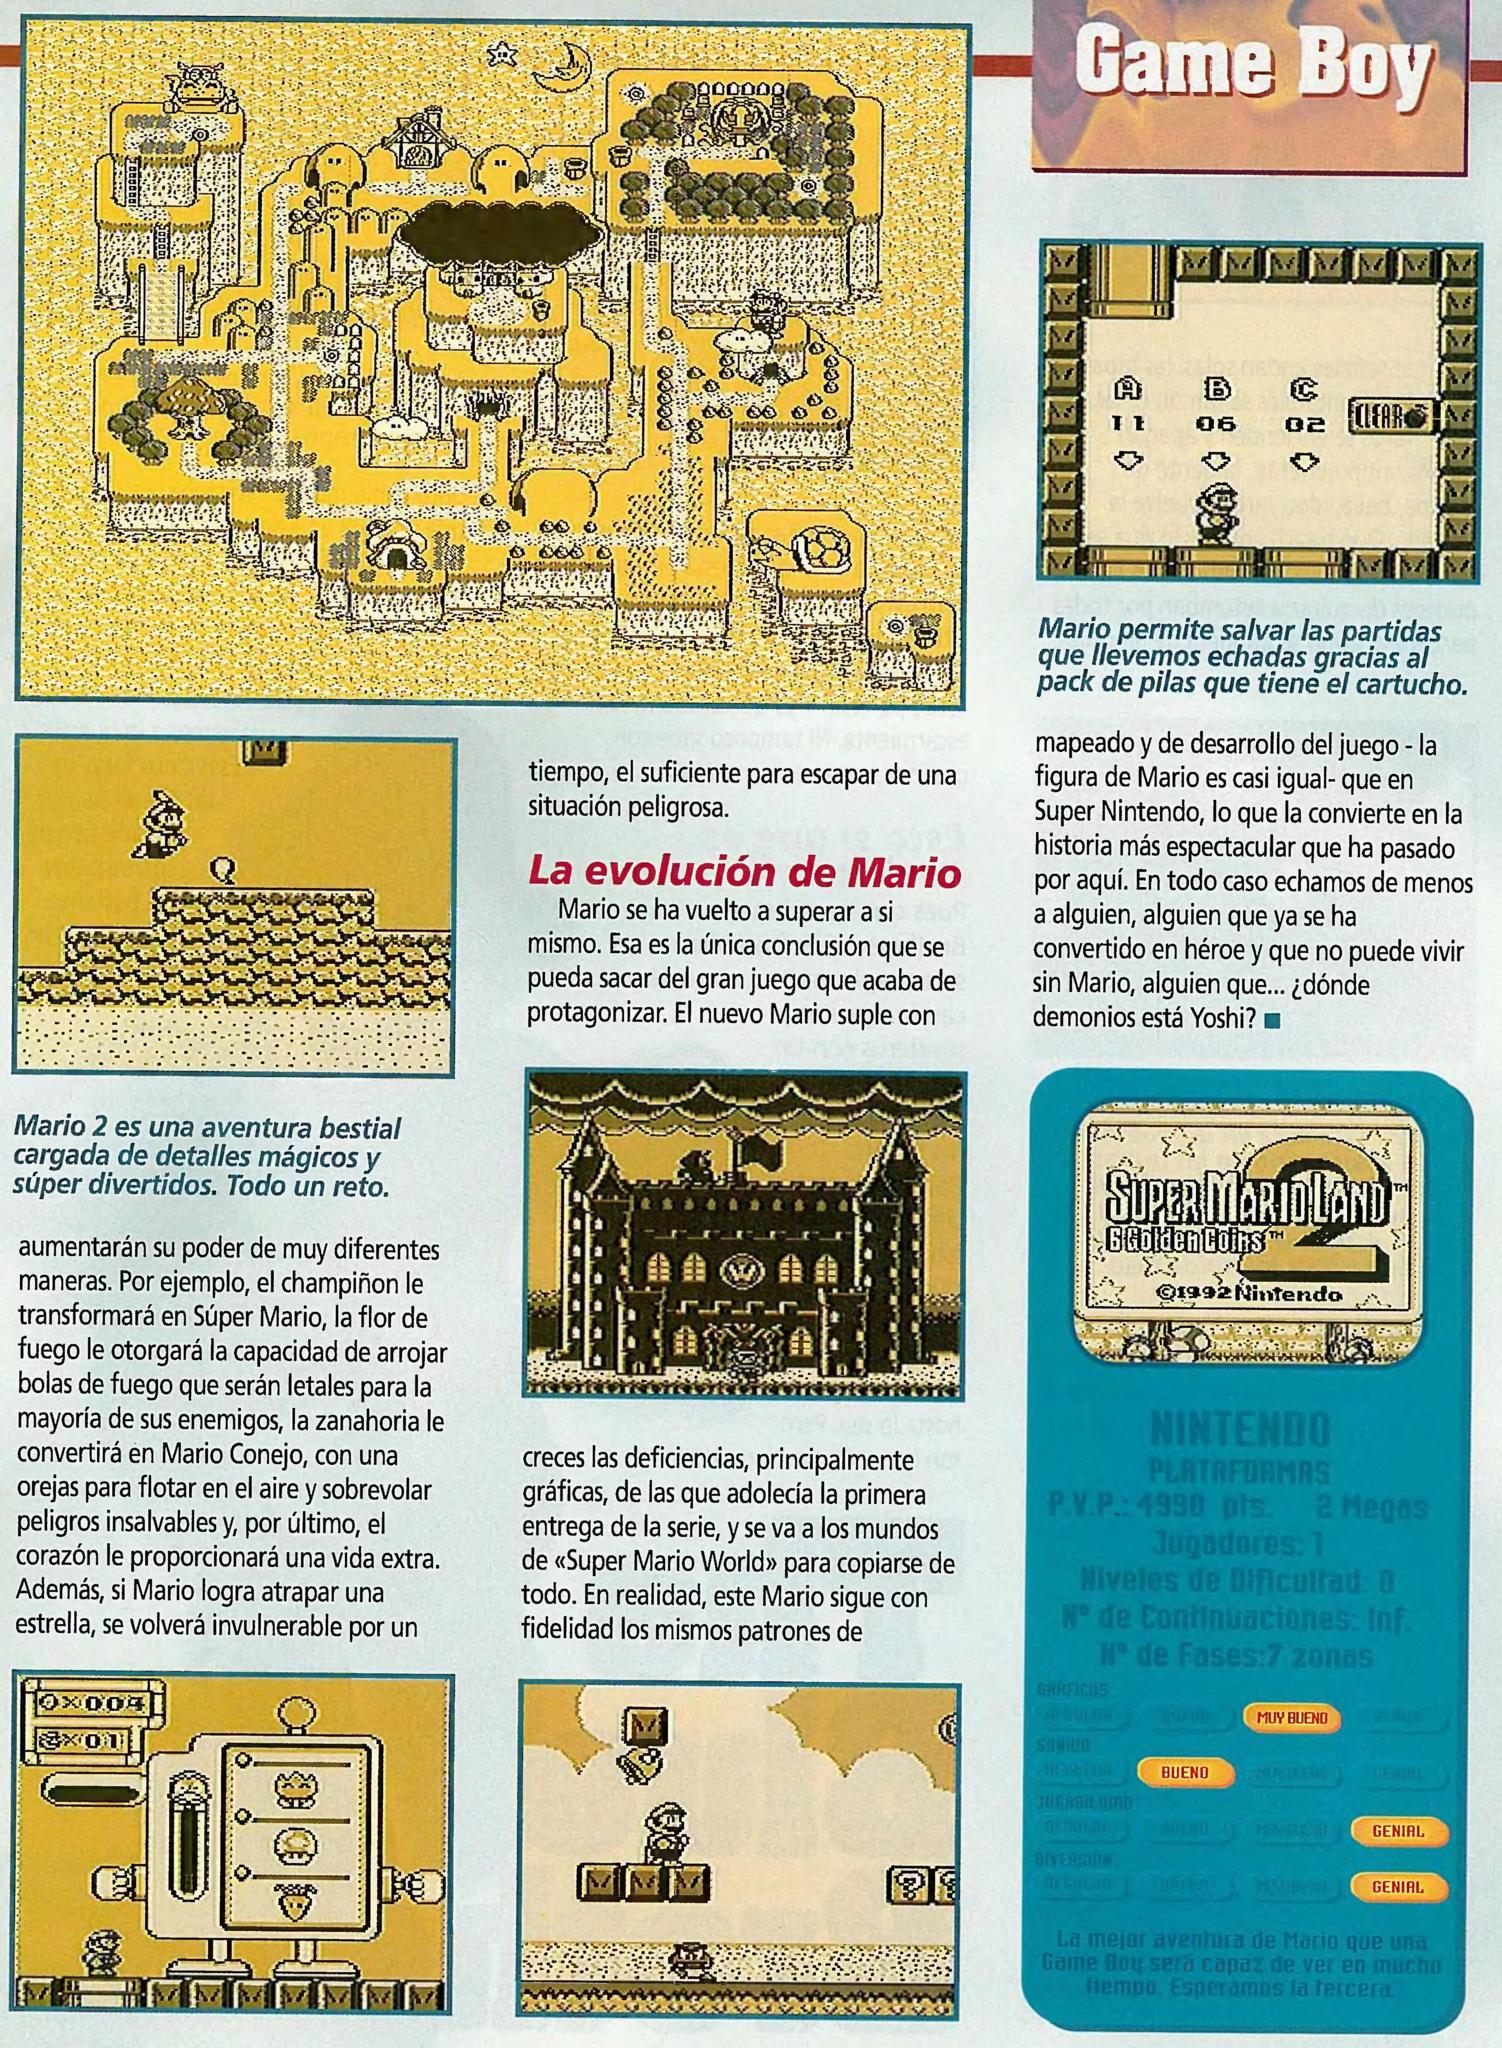 Game Boy
A B C
11 06 02
CLEAR
Mario permite salvar las partidas
que llevemos echadas gracias al
pack de pilas que tiene el cartucho.
Mario 2 es una aventura bestial
cargada de detalles mágicos y
súper divertidos. Todo un reto.
aumentarán su poder de muy diferentes
maneras. Por ejemplo, el champiñon le
transformará en Súper Mario, la flor de
fuego le otorgará la capacidad de arrojar
bolas de fuego que serán letales para la
mayoría de sus enemigos, la zanahoria le
convertirá en Mario Conejo, con una
orejas para flotar en el aire y sobrevolar
peligros insalvables y, por último, el
corazón le proporcionará una vida extra.
Además, si Mario logra atrapar una
estrella, se volverá invulnerable por un
0×004
×01
tiempo, el suficiente para escapar de una
situación peligrosa.
La evolución de Mario
Mario se ha vuelto a superar a si
mismo. Esa es la única conclusión que se
pueda sacar del gran juego que acaba de
protagonizar. El nuevo Mario suple con
creces las deficiencias, principalmente
gráficas, de las que adolecía la primera
entrega de la serie, y se va a los mundos
de «Super Mario World» para copiarse de
todo. En realidad, este Mario sigue con
fidelidad los mismos patrones de
mapeado y de desarrollo del juego - la
figura de Mario es casi igual- que en
Super Nintendo, lo que la convierte en la
historia más espectacular que ha pasado
por aquí. En todo caso echamos de menos
a alguien, alguien que ya se ha
convertido en héroe y que no puede vivir
sin Mario, alguien que... ¿dónde
demonios está Yoshi?
SUPER MARIO LAND 2 ™
6 Golden Coins ™
©1992 Nintendo
NINTENDO
PLATAFORMAS
P.V.P.: 4990 pts. 2 Megas
Jugadores: 1
Niveles de Dificultad: 0
Nº de Continuaciones: Inf.
Nº de Fases:7 zonas
GRÁFICOS
REGULAR BUENO MUY BUENO GENIAL
SONIDO
REGULAR BUENO MUY BUENO GENIAL
JUGABILIDAD
REGULAR BUENO MUY BUENO GENIAL
DIVERSIÓN
REGULAR BUENO MUY BUENO GENIAL
La mejor aventura de Mario que una
Game Boy será capaz de ver en mucho
tiempo. Esperamos la tercera.